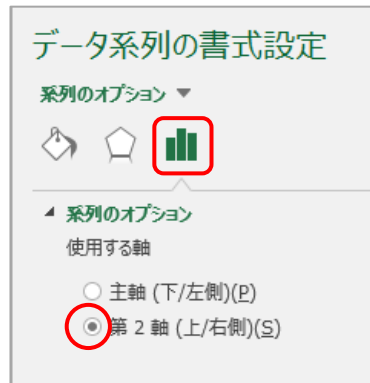 データ系列の書式設定
系列のオプション ▼
系列のオプション
使用する軸
主軸 (下/左側)(P)
第 2 軸 (上/右側)(S)